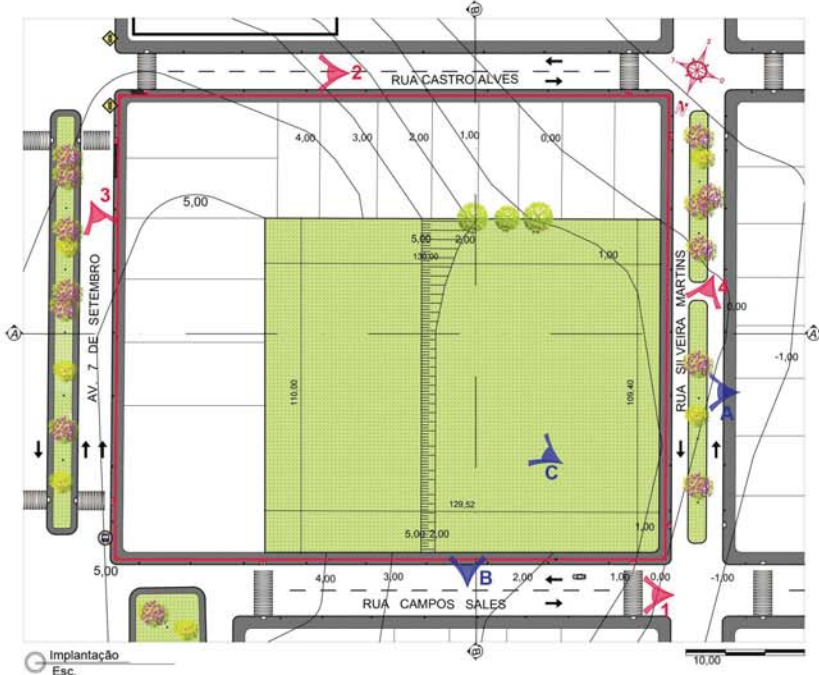 B
2
RUA CASTRO ALVES
N
4,00
3,00
2,00
1,00
0,00
3
5,00
5,00
2,00
130,00
1,00
RUA SILVEIRA MARTINS
4
0,00
A
A
AV. 7 DE SETEMBRO
-1,00
110,00
109,40
A
C
129,52
5,00
2,00
1,00
5,00
4,00
3,00
B
2,00
1,00
0,00
-1,00
1
RUA CAMPOS SALES
B
Implantação
Esc.
10,00